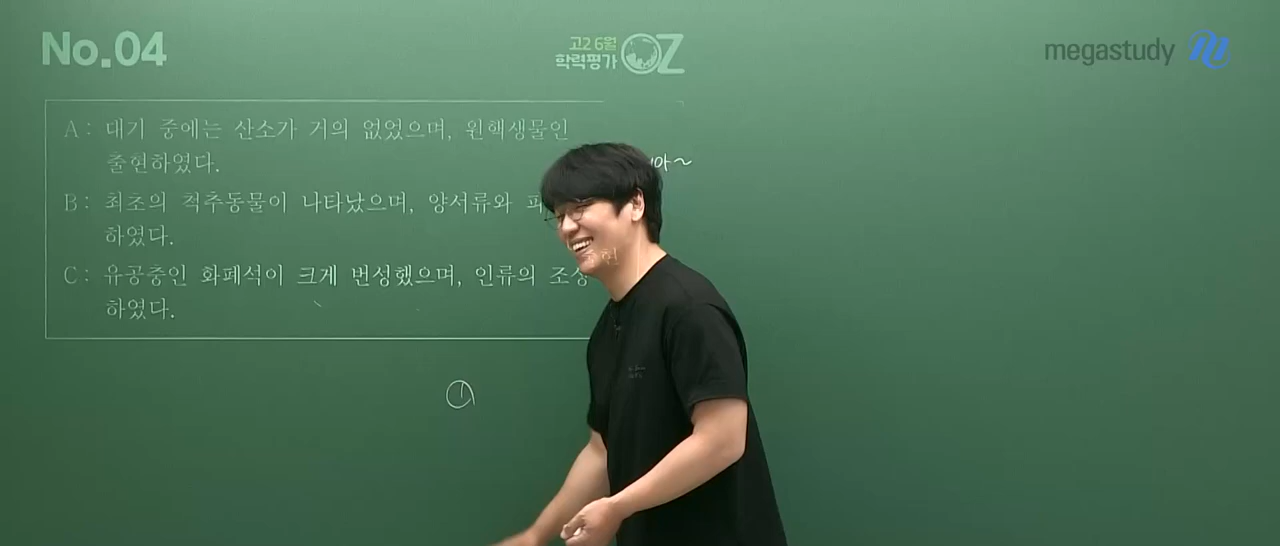 No.04
고2 6월
학력평가 OZ
megastudy
A : 대기 중에는 산소가 거의 없었으며, 원핵생물인
출현하였다.
B : 최초의 척추동물이 나타났으며, 양서류와
하였다.
C : 유공충인 화폐석이 크게 번성했으며, 인류의 조상
하였다.
①